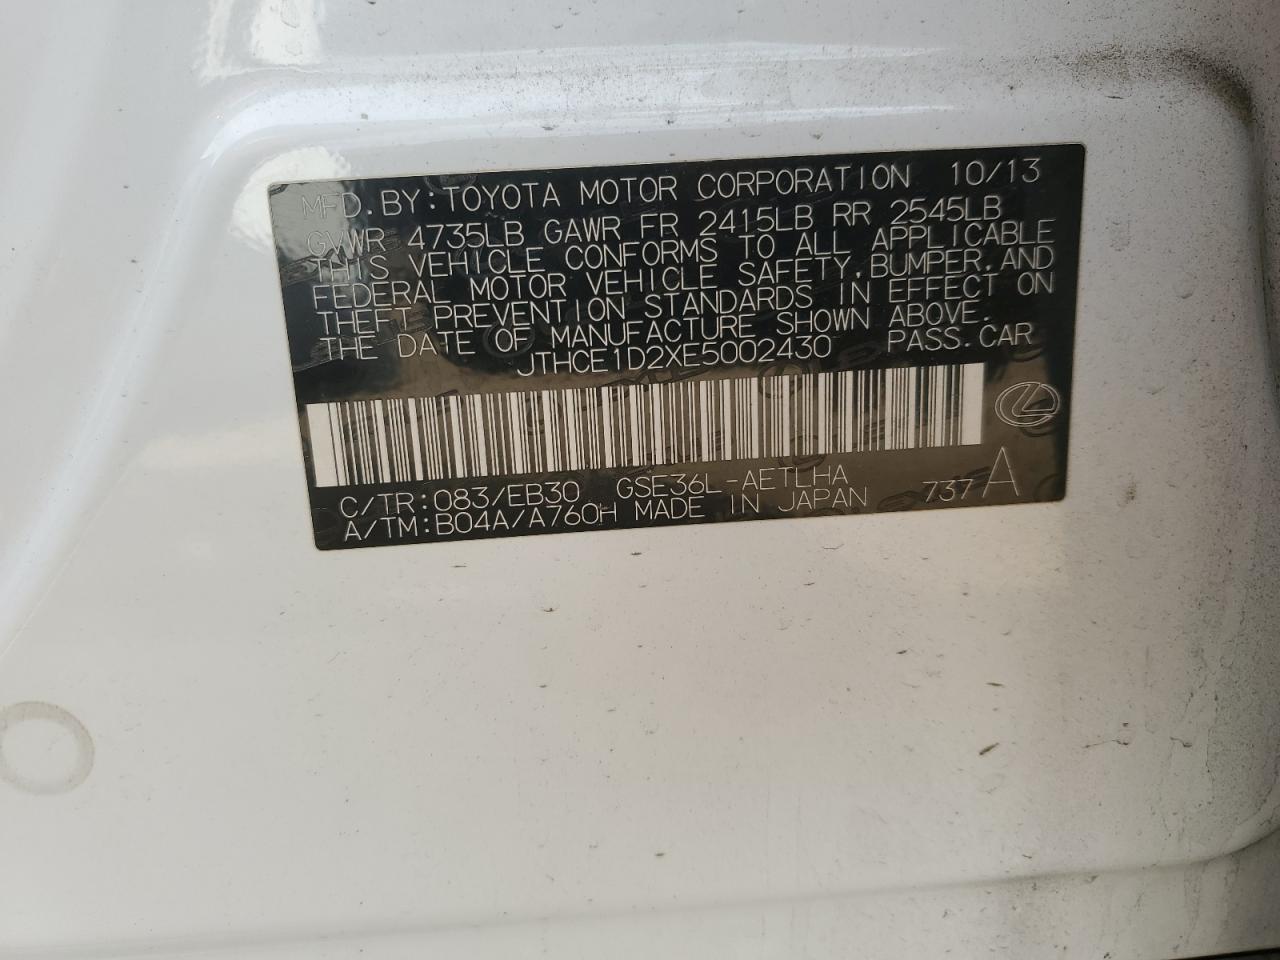 MFD.BY:TOYOTA MOTOR CORPORATION 10/13
GVWR 4735LB GAWR FR 2415LB RR 2545LB
THIS VEHICLE CONFORMS TO ALL APPLICABLE
FEDERAL MOTOR VEHICLE SAFETY,BUMPER,AND
THEFT PREVENTION STANDARDS IN EFFECT ON
THE DATE OF MANUFACTURE SHOWN ABOVE.
JTHCE1D2XE5002430 PASS.CAR
C/TR:083/EB30 GSE36L-AETLHA
A/TM:B04A/A760H MADE IN JAPAN 737A